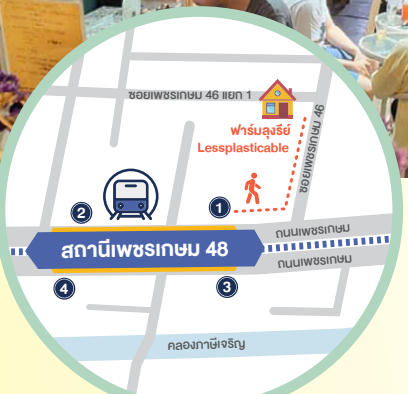 ซอยเพชรเกษม 46 แยก 1
ฟาร์มลุงรีย์
Lessplasticable
ซอยเพชรเกษม 46
1
2
ถนนเพชรเกษม
สถานีเพชรเกษม 48
ถนนเพชรเกษม
4
3
คลองภาษีเจริญ